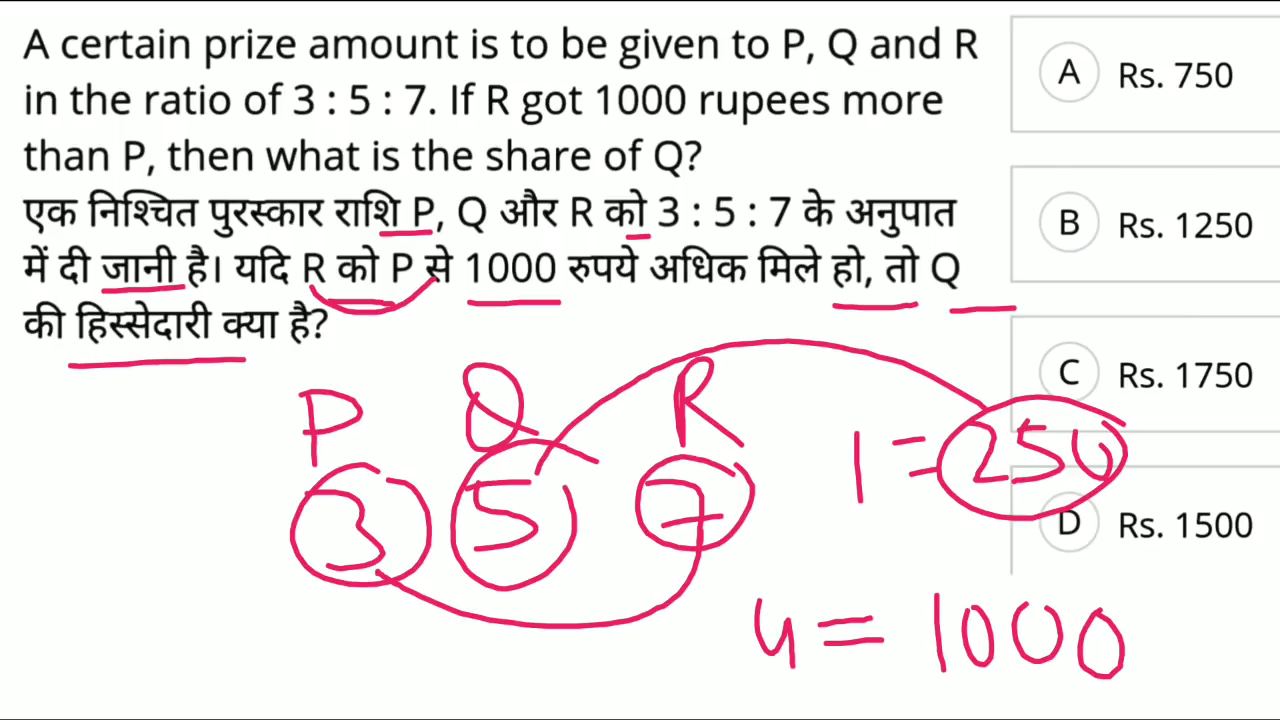 A certain prize amount is to be given to P, Q and R
in the ratio of 3 : 5 : 7. If R got 1000 rupees more
than P, then what is the share of Q?
एक निश्चित पुरस्कार राशि P, Q और R को 3 : 5 : 7 के अनुपात
में दी जानी है। यदि R को P से 1000 रुपये अधिक मिले हो, तो Q
की हिस्सेदारी क्या है?
A Rs. 750
B Rs. 1250
C Rs. 1750
D Rs. 1500
P Q R
3 5 7
1 = 250
4 = 1000